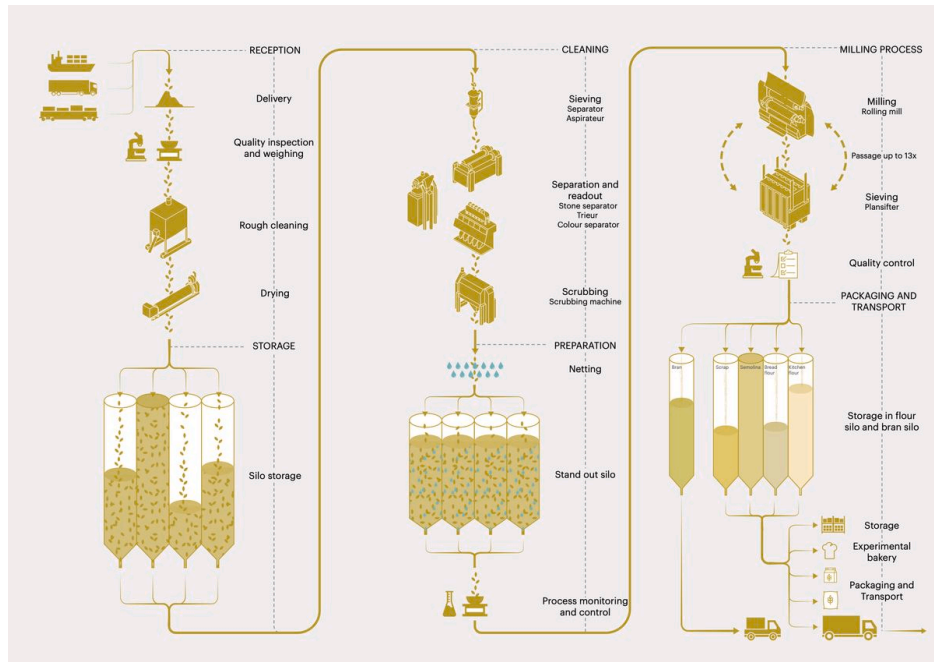 RECEPTION
Delivery
Quality inspection
and weighing
Rough cleaning
Drying
STORAGE
Silo storage
CLEANING
Sieving
Separator
Aspirateur
Separation and
readout
Stone separator
Trieur
Colour separator
Scrubbing
Scrubbing machine
PREPARATION
Netting
Stand out silo
Process monitoring
and control
MILLING PROCESS
Milling
Rolling mill
Passage up to 13x
Sieving
Plansifter
Quality control
PACKAGING AND
TRANSPORT
Bran
Scrap
Semolina
Bread
flour
Kitchen
flour
Storage in flour
silo and bran silo
Storage
Experimental
bakery
Packaging and
Transport